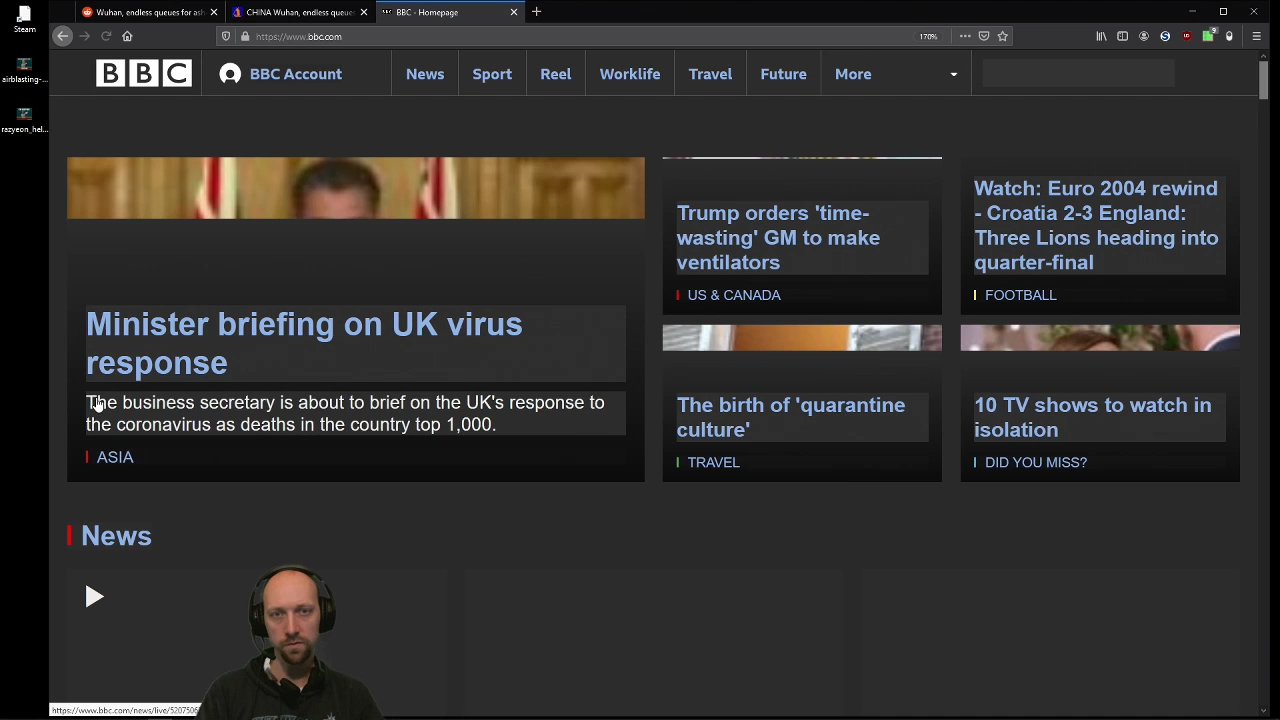 Steam
airblasting-...
razyeon_hel...
Wuhan, endless queues for ash
CHINA Wuhan, endless queues
BBC - Homepage
https://www.bbc.com
170%
BBC
BBC Account
News
Sport
Reel
Worklife
Travel
Future
More
Minister briefing on UK virus
response
The business secretary is about to brief on the UK's response to
the coronavirus as deaths in the country top 1,000.
ASIA
Trump orders 'time-
wasting' GM to make
ventilators
US & CANADA
Watch: Euro 2004 rewind
- Croatia 2-3 England:
Three Lions heading into
quarter-final
FOOTBALL
The birth of 'quarantine
culture'
TRAVEL
10 TV shows to watch in
isolation
DID YOU MISS?
News
https://www.bbc.com/news/live/5207506